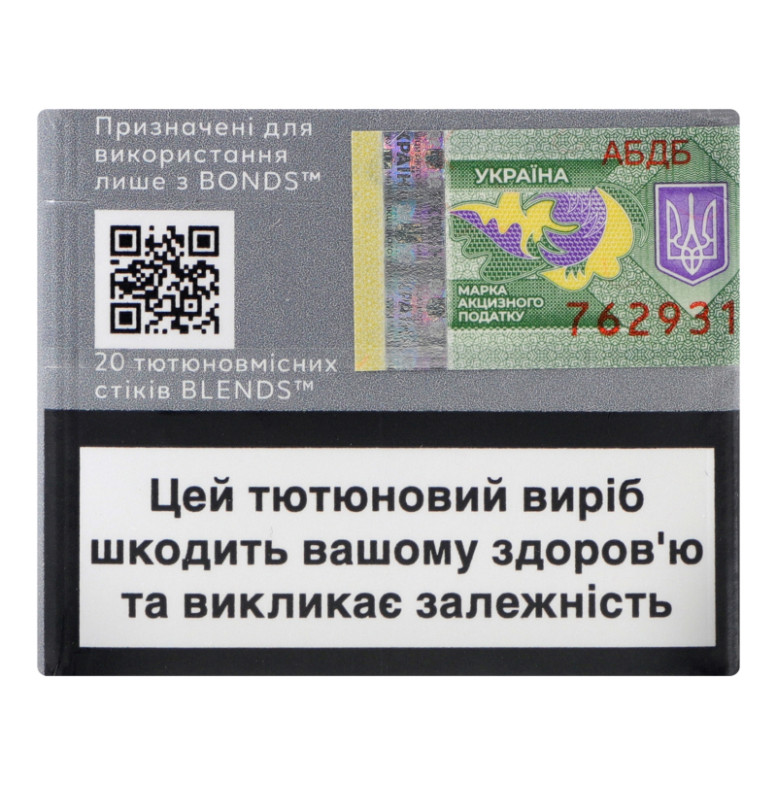 Призначені для
використання
лише з BONDS™
20 тютюновмісних
стіків BLENDS™
АБДБ
УКРАЇНА
МАРКА
АКЦИЗНОГО
ПОДАТКУ
762931
Цей тютюновий виріб
шкодить вашому здоров'ю
та викликає залежність